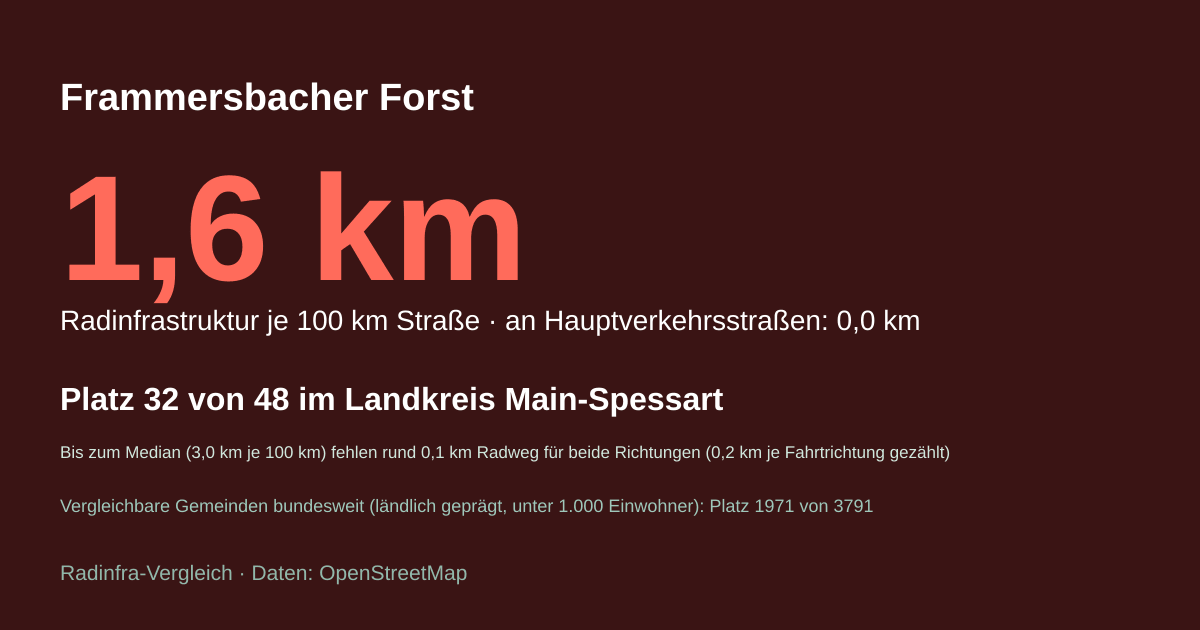 Frammersbacher Forst
1,6 km
Radinfrastruktur je 100 km Straße · an Hauptverkehrsstraßen: 0,0 km
Platz 32 von 48 im Landkreis Main-Spessart
Bis zum Median (3,0 km je 100 km) fehlen rund 0,1 km Radweg für beide Richtungen (0,2 km je Fahrtrichtung gezählt)
Vergleichbare Gemeinden bundesweit (ländlich geprägt, unter 1.000 Einwohner): Platz 1971 von 3791
Radinfra-Vergleich · Daten: OpenStreetMap